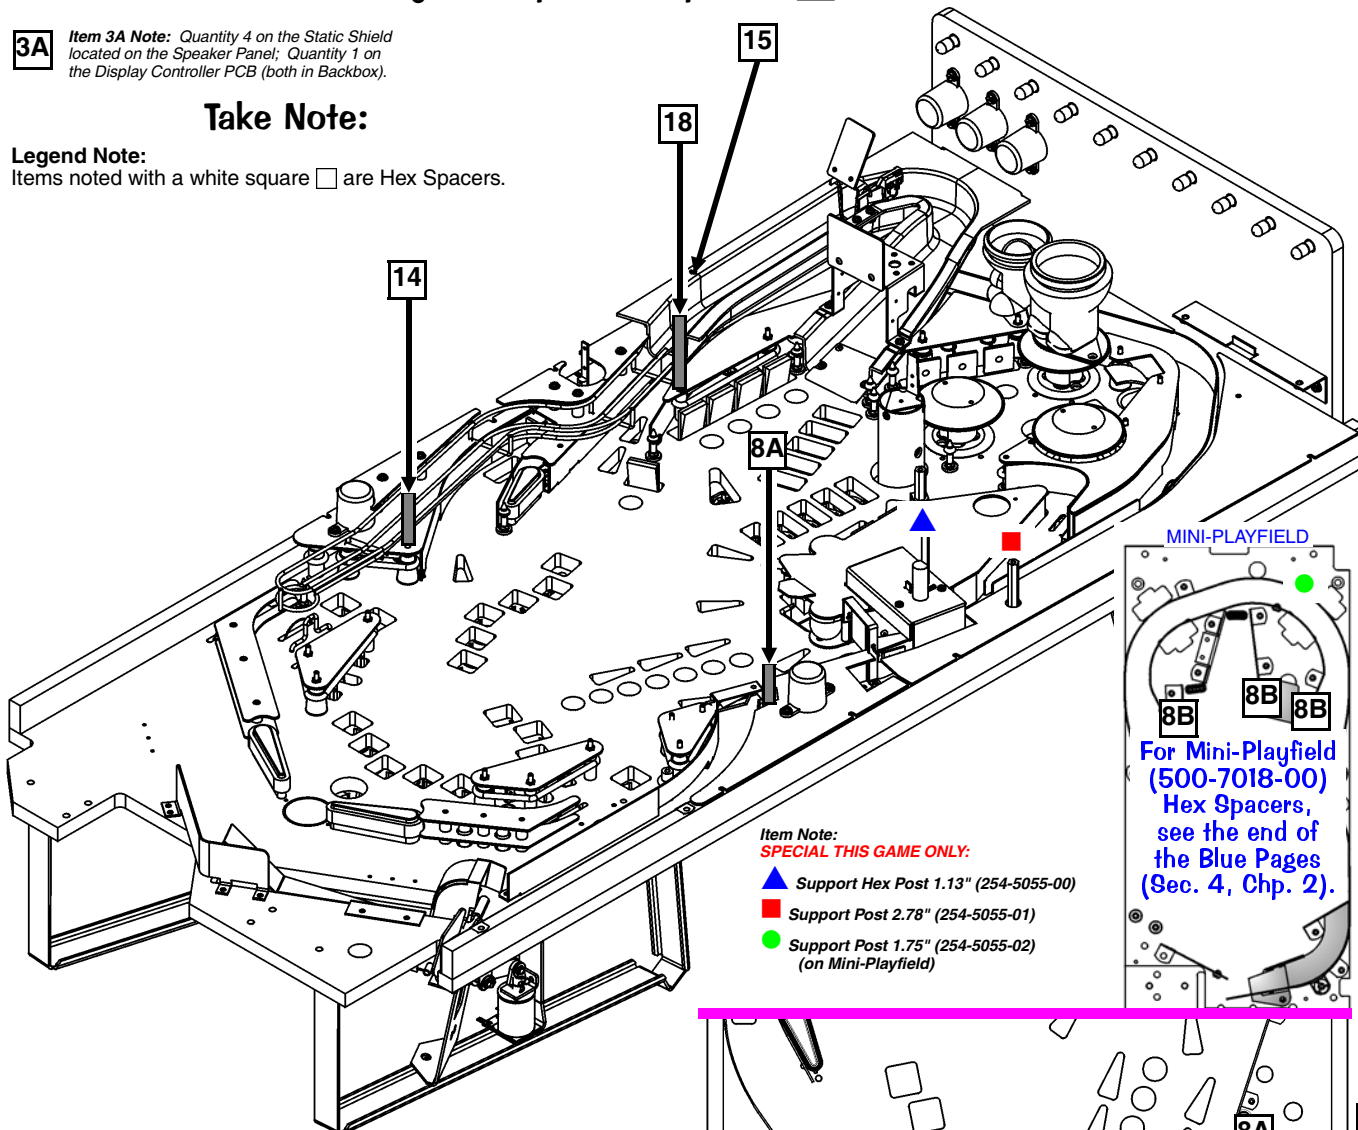 3A
Item 3A Note: Quantity 4 on the Static Shield
located on the Speaker Panel; Quantity 1 on
the Display Controller PCB (both in Backbox).
Take Note:
Legend Note:
Items noted with a white square are Hex Spacers.
15
18
14
8A
MINI-PLAYFIELD
8B
8B
8B
For Mini-Playfield
(500-7018-00)
Hex Spacers,
see the end of
the Blue Pages
(Sec. 4, Chp. 2).
Item Note:
SPECIAL THIS GAME ONLY:
Support Hex Post 1.13" (254-5055-00)
Support Post 2.78" (254-5055-01)
Support Post 1.75" (254-5055-02)
(on Mini-Playfield)
8A